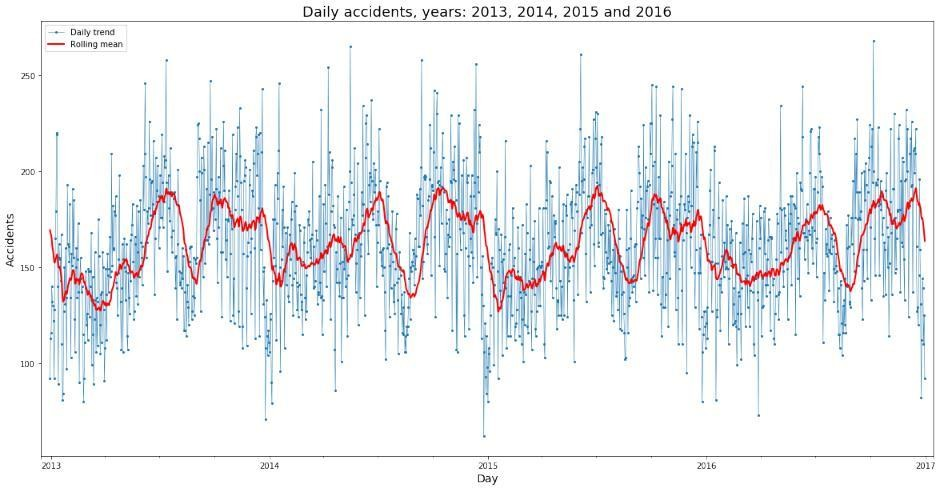 Daily accidents, years: 2013, 2014, 2015 and 2016
Daily trend
Rolling mean
250
200
150
100
Accidents
2013
2014
2015
2016
2017
Day